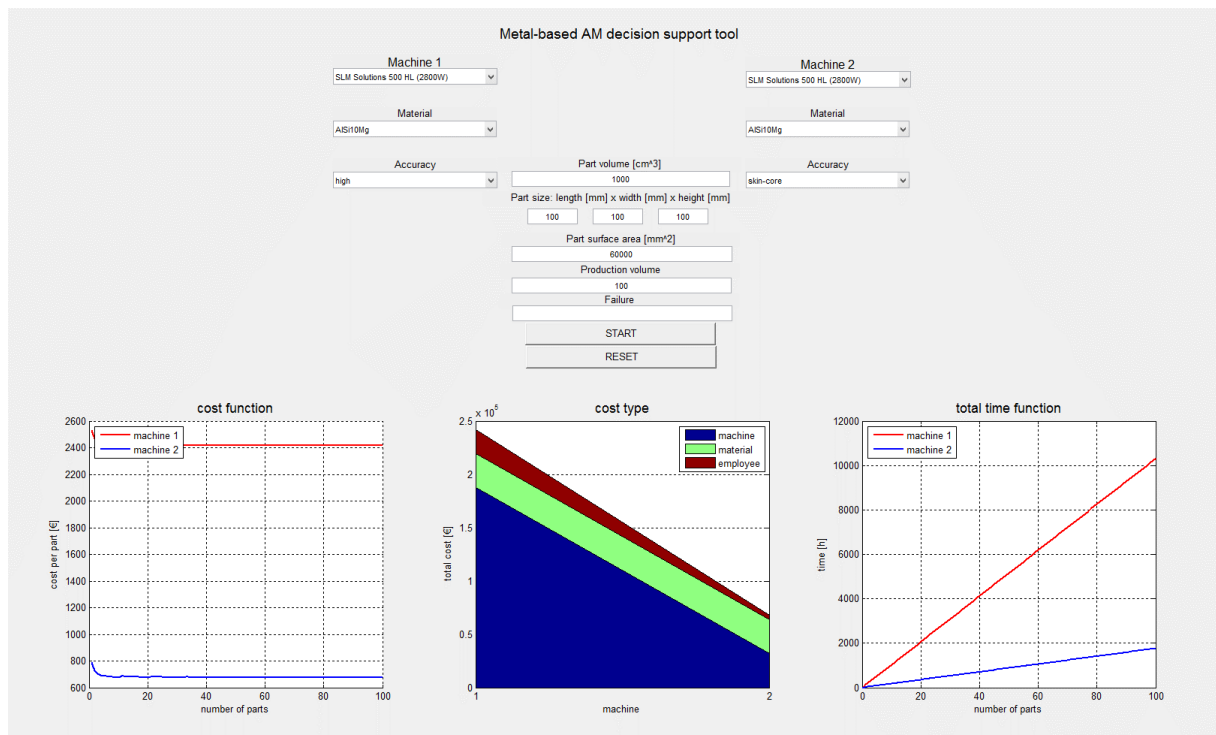 Metal-based AM decision support tool
Machine 1
SLM Solutions 500 HL (2800W)
Material
AlSi10Mg
Accuracy
high
Machine 2
SLM Solutions 500 HL (2800W)
Material
AlSi10Mg
Accuracy
skin-core
Part volume [cm^3]
1000
Part size: length [mm] x width [mm] x height [mm]
100 100 100
Part surface area [mm^2]
60000
Production volume
100
Failure
START
RESET
cost function
machine 1
machine 2
2600
2400
2200
2000
1800
1600
1400
1200
1000
800
600
cost per part [€]
0 20 40 60 80 100
number of parts
cost type
x 10^5
machine
material
employee
2.5
2
1.5
1
0.5
0
total cost [€]
1 2
machine
total time function
machine 1
machine 2
12000
10000
8000
6000
4000
2000
0
time [h]
0 20 40 60 80 100
number of parts